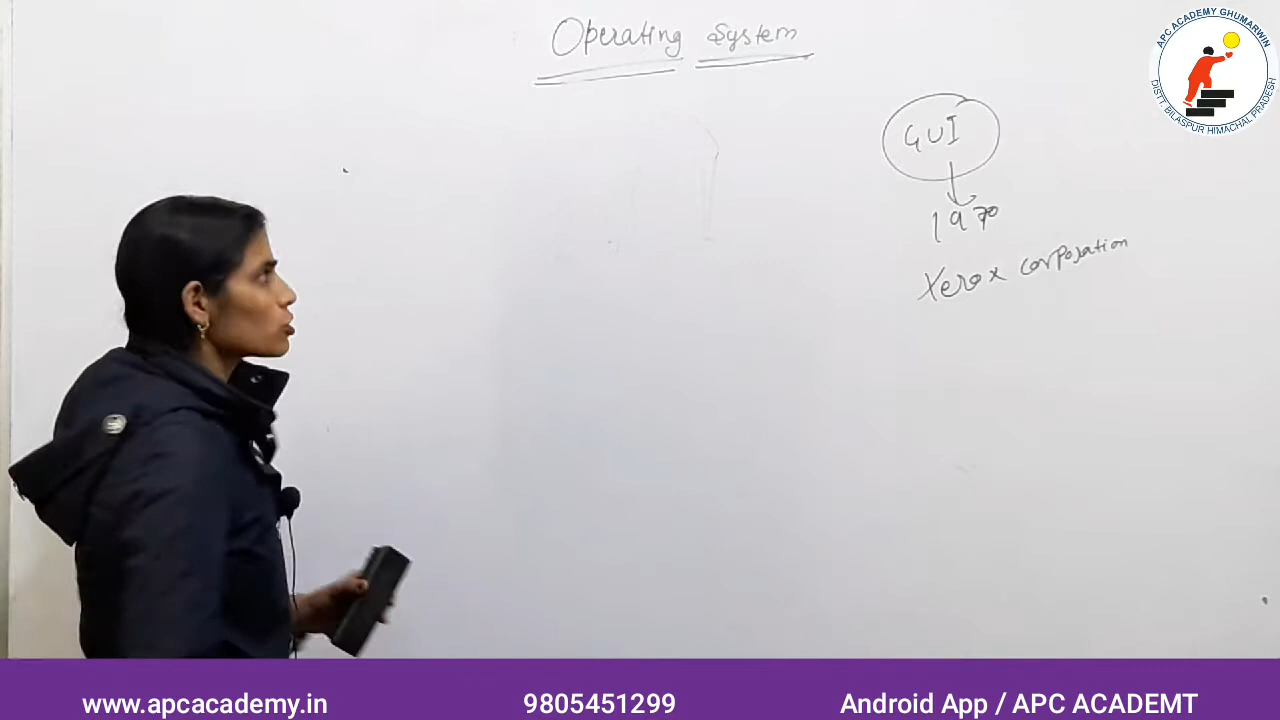 Operating System
GUI
1970
Xerox corporation
APC ACADEMY GHUMARWIN
DISTT. BILASPUR HIMACHAL PRADESH
www.apcacademy.in 9805451299 Android App / APC ACADEMT